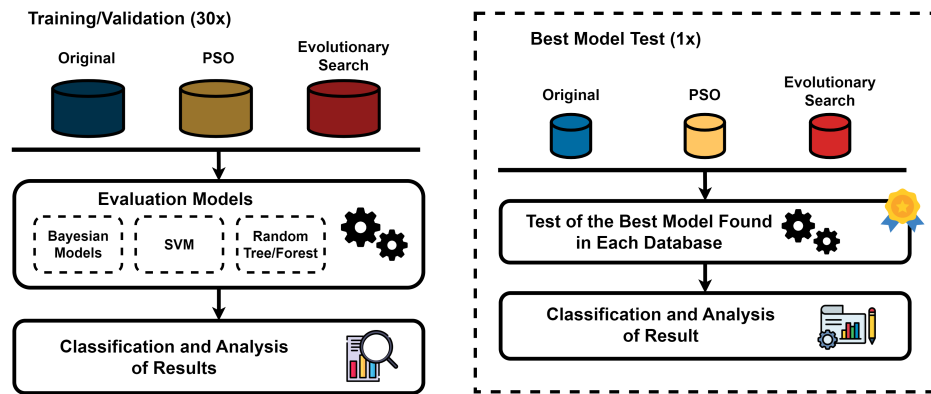 Training/Validation (30x)
Original
PSO
Evolutionary
Search
Evaluation Models
Bayesian
Models
SVM
Random
Tree/Forest
Classification and Analysis
of Results
Best Model Test (1x)
Original
PSO
Evolutionary
Search
Test of the Best Model Found
in Each Database
Classification and Analysis
of Result